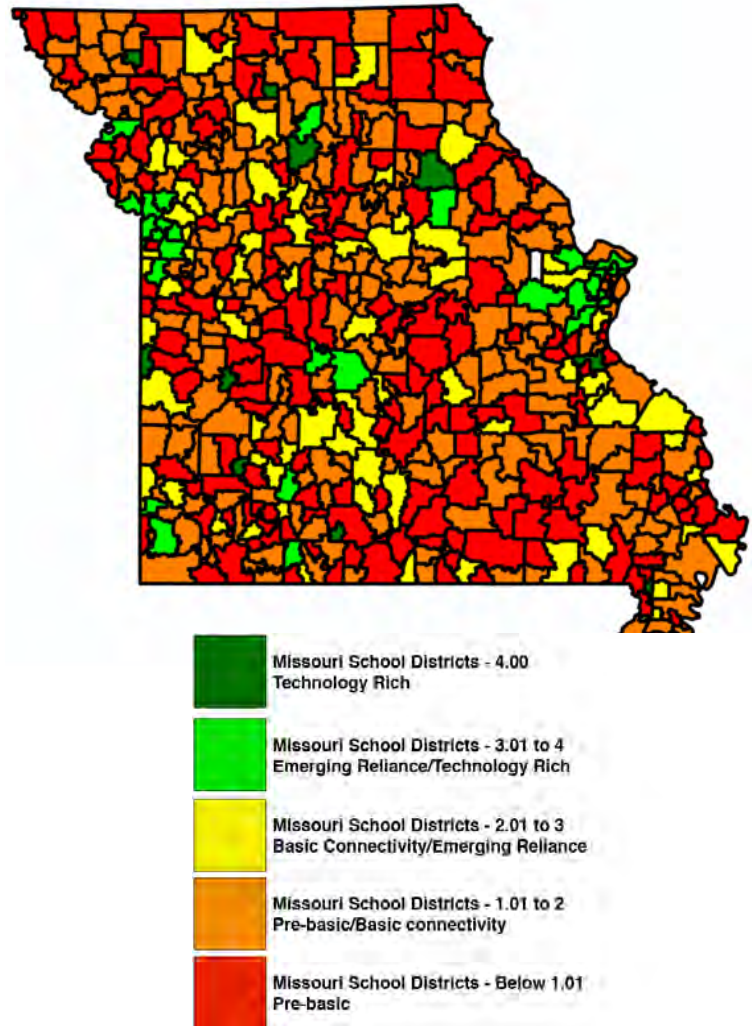 Missouri School Districts - 4.00
Technology Rich
Missouri School Districts - 3.01 to 4
Emerging Reliance/Technology Rich
Missouri School Districts - 2.01 to 3
Basic Connectivity/Emerging Reliance
Missouri School Districts - 1.01 to 2
Pre-basic/Basic connectivity
Missouri School Districts - Below 1.01
Pre-basic